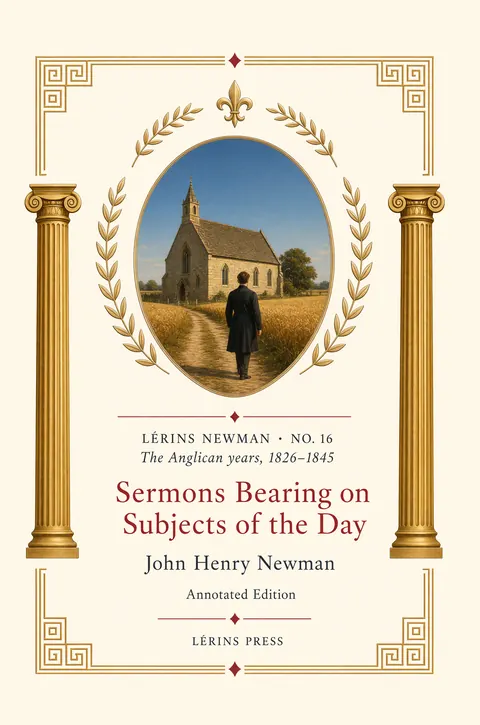 LÉRINS NEWMAN • NO. 16
The Anglican years, 1826–1845
Sermons Bearing on
Subjects of the Day
John Henry Newman
Annotated Edition
LÉRINS PRESS